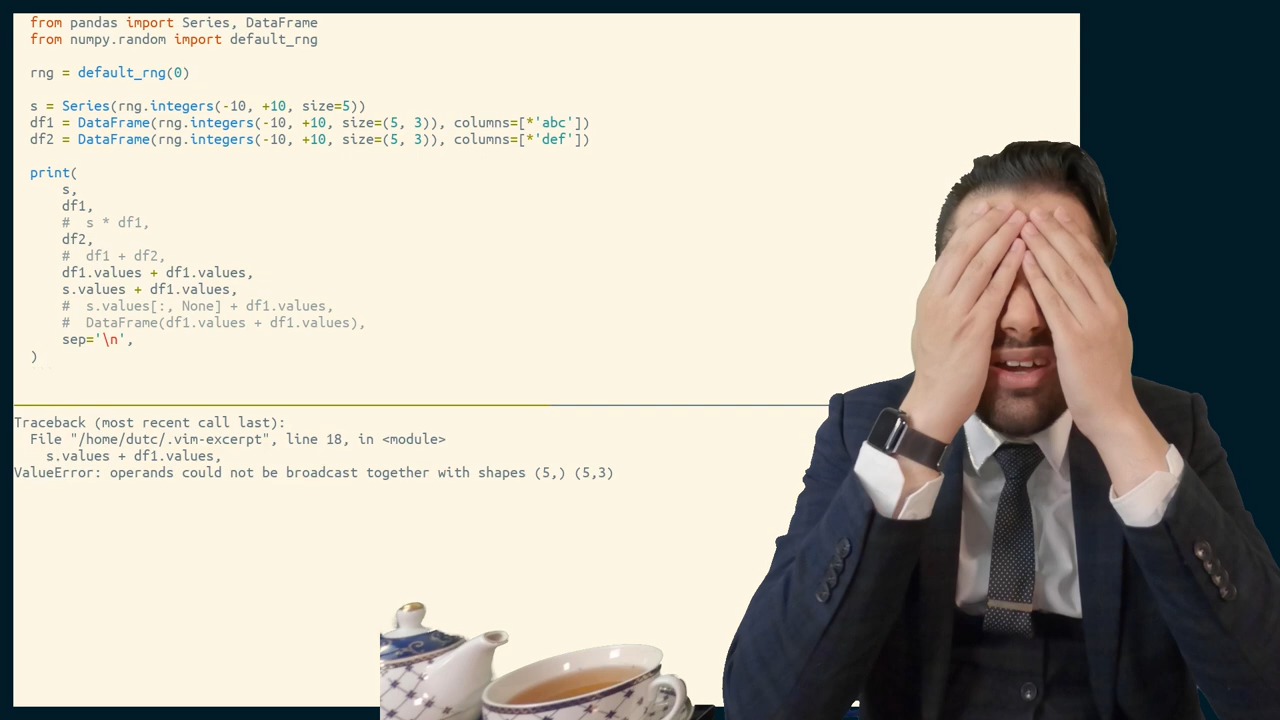 from pandas import Series, DataFrame
from numpy.random import default_rng
rng = default_rng(0)
s = Series(rng.integers(-10, +10, size=5))
df1 = DataFrame(rng.integers(-10, +10, size=(5, 3)), columns=[*'abc'])
df2 = DataFrame(rng.integers(-10, +10, size=(5, 3)), columns=[*'def'])
print(
    s,
    df1,
    #  s * df1,
    df2,
    #  df1 + df2,
    df1.values + df1.values,
    s.values + df1.values,
    #  s.values[:, None] + df1.values,
    #  DataFrame(df1.values + df1.values),
    sep='\n',
)
Traceback (most recent call last):
  File "/home/dutc/.vim-excerpt", line 18, in <module>
    s.values + df1.values,
ValueError: operands could not be broadcast together with shapes (5,) (5,3)